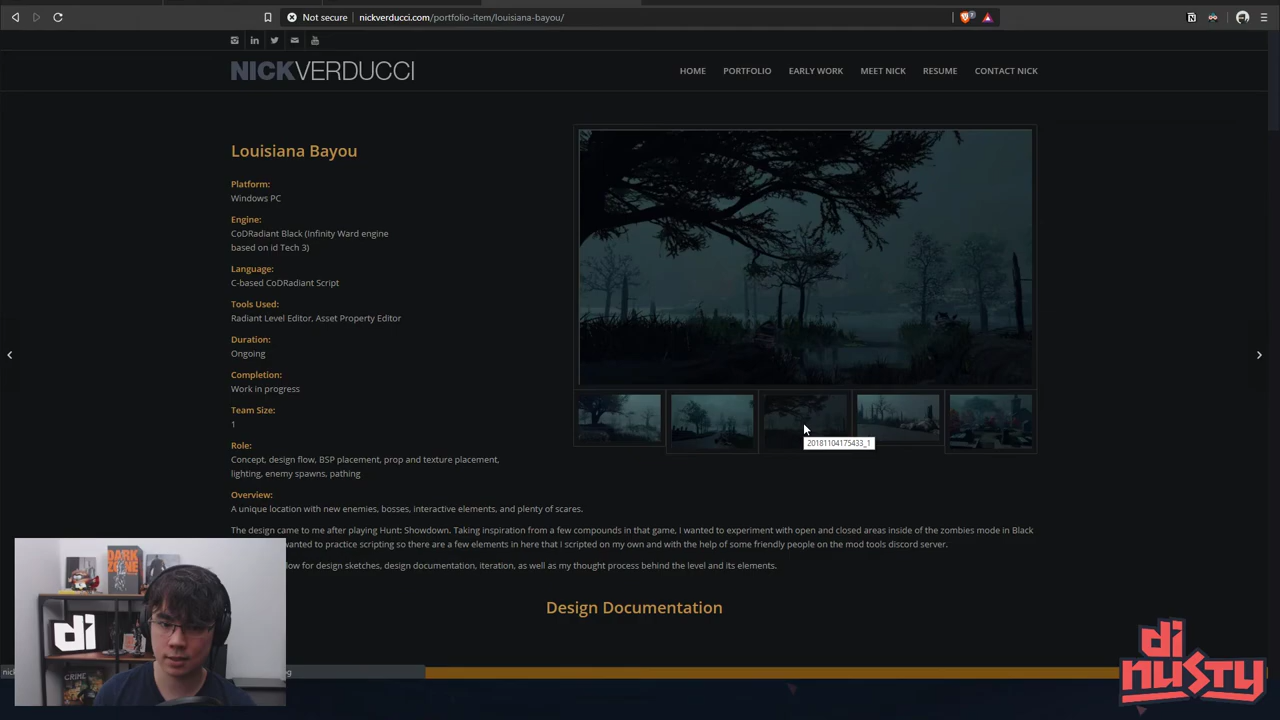 Not secure
nickverducci.com/portfolio-item/louisiana-bayou/
NICKVERDUCCI
HOME
PORTFOLIO
EARLY WORK
MEET NICK
RESUME
CONTACT NICK
Louisiana Bayou
Platform:
Windows PC
Engine:
CoDRadiant Black (Infinity Ward engine
based on id Tech 3)
Language:
C-based CoDRadiant Script
Tools Used:
Radiant Level Editor, Asset Property Editor
Duration:
Ongoing
Completion:
Work in progress
Team Size:
1
Role:
Concept, design flow, BSP placement, prop and texture placement,
lighting, enemy spawns, pathing
20181104175433_1
Overview:
A unique location with new enemies, bosses, interactive elements, and plenty of scares.
The design came to me after playing Hunt: Showdown. Taking inspiration from a few compounds in that game, I wanted to experiment with open and closed areas inside of the zombies mode in Black
wanted to practice scripting so there are a few elements in here that I scripted on my own and with the help of some friendly people on the mod tools discord server.
for design sketches, design documentation, iteration, as well as my thought process behind the level and its elements.
Design Documentation
DARK
ZONE
di
CRIME
di
nusty